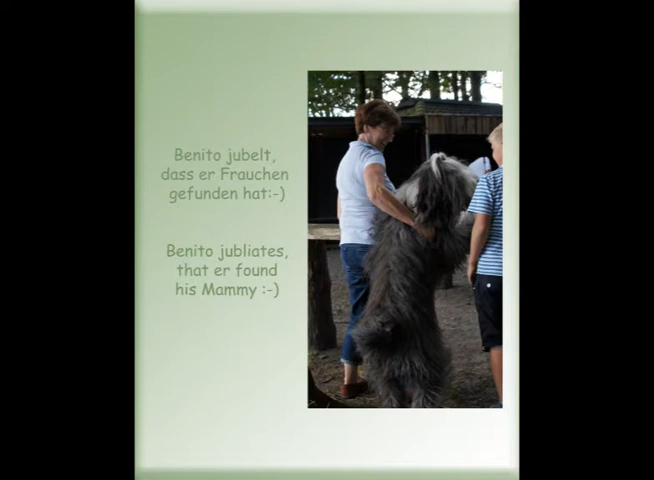 Benito jubelt,
dass er Frauchen
gefunden hat:-)
Benito jubliates,
that er found
his Mammy :-)